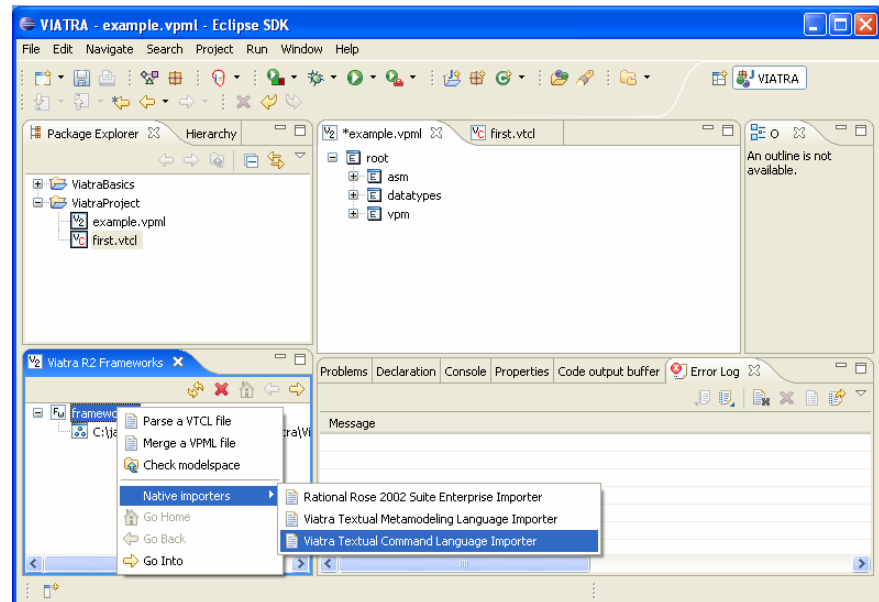 VIATRA - example.vpml - Eclipse SDK
File Edit Navigate Search Project Run Window Help
VIATRA
Package Explorer Hierarchy
ViatraBasics
ViatraProject
example.vpml
first.vtcl
*example.vpml first.vtcl
root
asm
datatypes
vpm
O
An outline is not
available.
Viatra R2 Frameworks
C:\
Parse a VTCL file
Merge a VPML file
Check modelspace
Native importers
Go Home
Go Back
Go Into
Rational Rose 2002 Suite Enterprise Importer
Viatra Textual Metamodeling Language Importer
Viatra Textual Command Language Importer
Problems Declaration Console Properties Code output buffer Error Log
Message